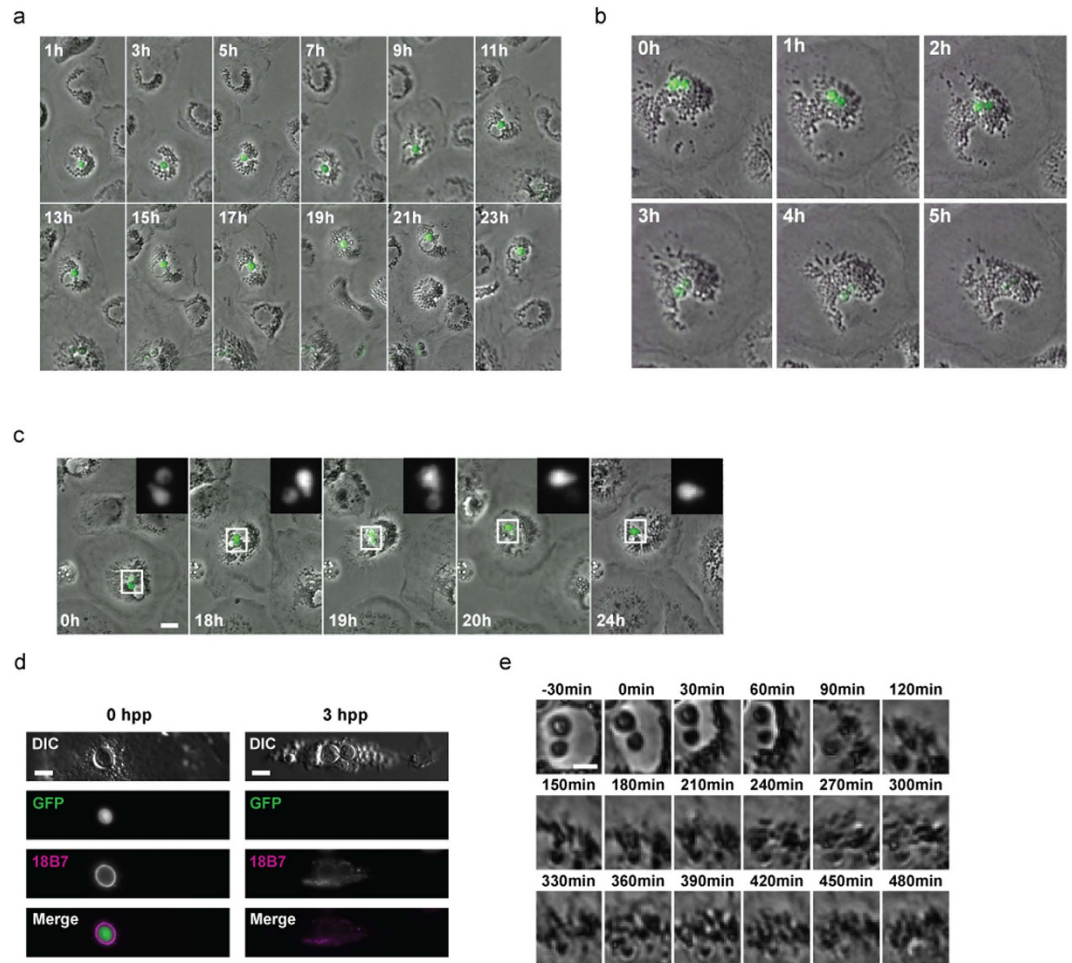 a
1h 3h 5h 7h 9h 11h
13h 15h 17h 19h 21h 23h
b
0h 1h 2h
3h 4h 5h
c
0h 18h 19h 20h 24h
d
0 hpp 3 hpp
DIC DIC
GFP GFP
18B7 18B7
Merge Merge
e
-30min 0min 30min 60min 90min 120min
150min 180min 210min 240min 270min 300min
330min 360min 390min 420min 450min 480min